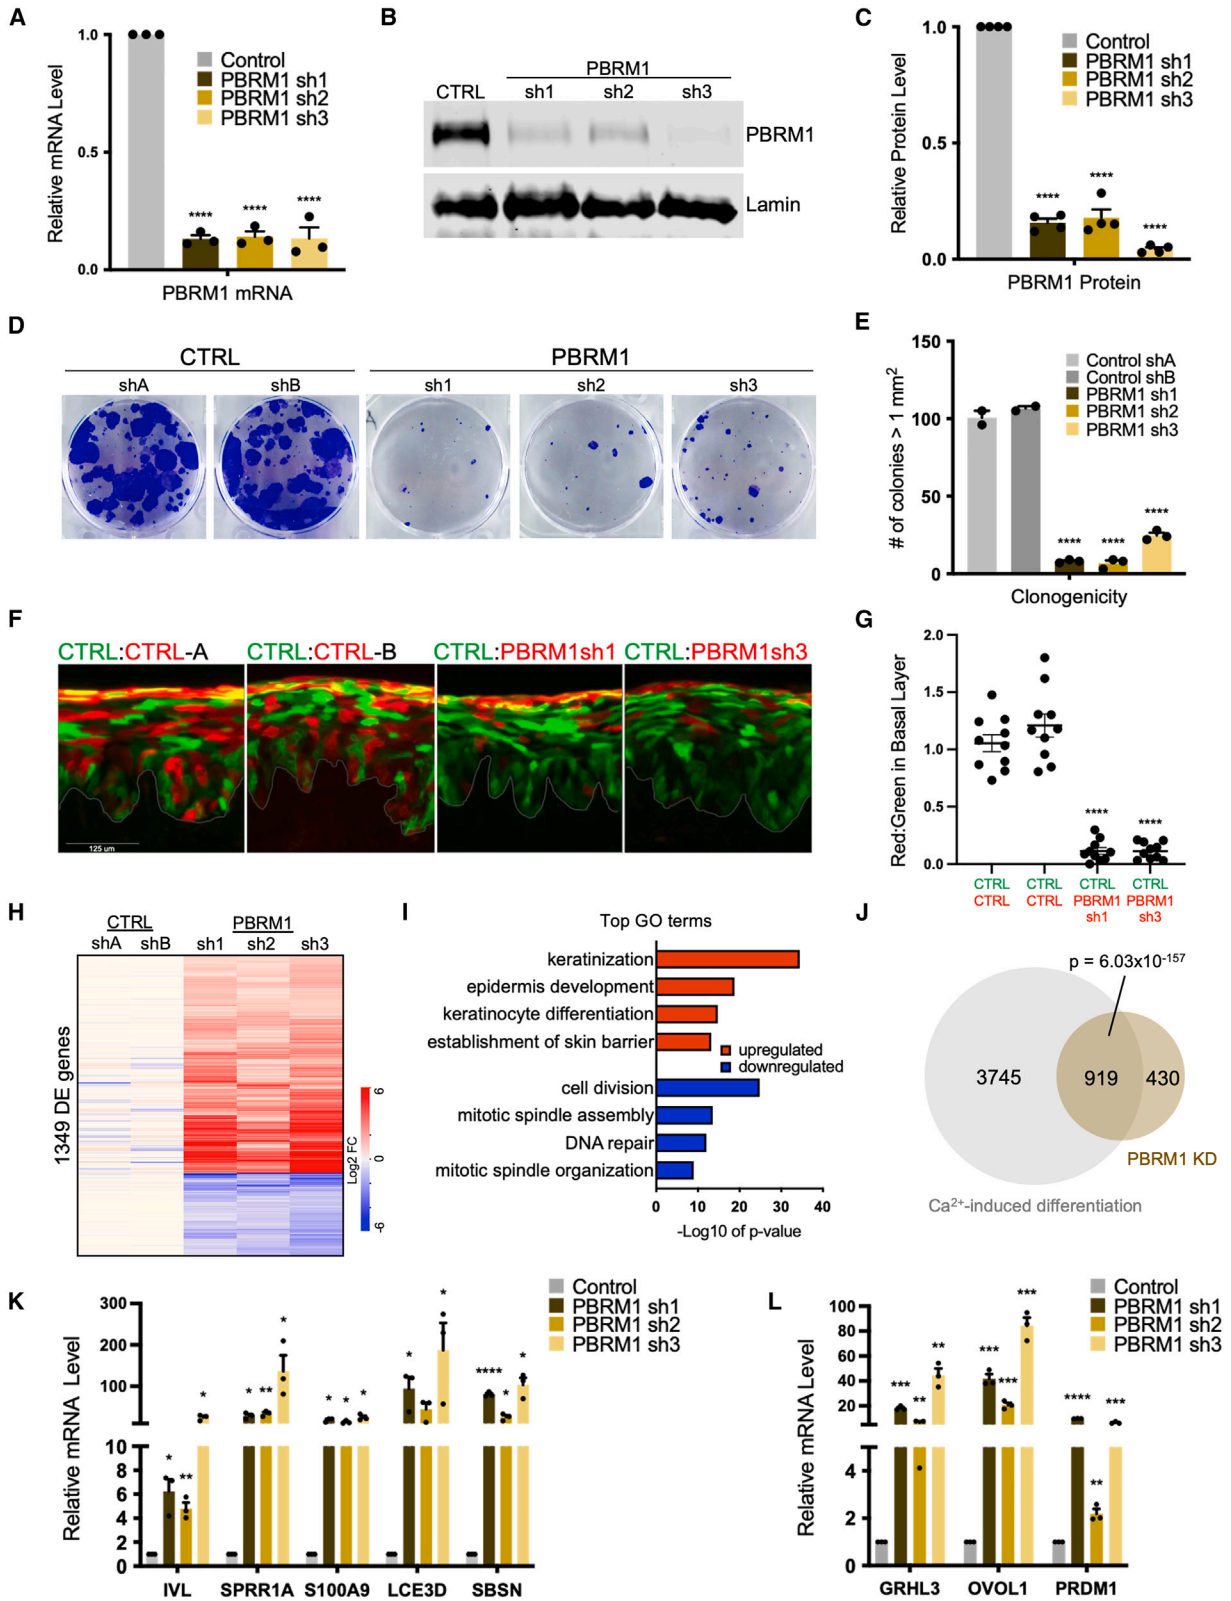 A
Relative mRNA Level
1.0
0.5
0.0
Control
PBRM1 sh1
PBRM1 sh2
PBRM1 sh3
**** **** ****
PBRM1 mRNA
B
PBRM1
CTRL sh1 sh2 sh3
PBRM1
Lamin
C
Relative Protein Level
1.0
0.5
0.0
Control
PBRM1 sh1
PBRM1 sh2
PBRM1 sh3
**** **** ****
PBRM1 Protein
D
CTRL PBRM1
shA shB sh1 sh2 sh3
E
# of colonies > 1 mm²
150
100
50
0
Control shA
Control shB
PBRM1 sh1
PBRM1 sh2
PBRM1 sh3
**** **** ****
Clonogenicity
F
CTRL:CTRL-A CTRL:CTRL-B CTRL:PBRM1sh1 CTRL:PBRM1sh3
125 um
G
Red:Green in Basal Layer
2.0
1.5
1.0
0.5
0.0
**** ****
CTRL CTRL CTRL CTRL
CTRL CTRL PBRM1 PBRM1
sh1 sh3
H
CTRL PBRM1
shA shB sh1 sh2 sh3
1349 DE genes
Log2 FC
6
0
-6
I
Top GO terms
keratinization
epidermis development
keratinocyte differentiation
establishment of skin barrier
upregulated
downregulated
cell division
mitotic spindle assembly
DNA repair
mitotic spindle organization
0 10 20 30 40
-Log10 of p-value
J
p = 6.03x10⁻¹⁵⁷
3745 919 430
PBRM1 KD
Ca²⁺-induced differentiation
K
Relative mRNA Level
300
200
100
10
8
6
4
2
0
Control
PBRM1 sh1
PBRM1 sh2
PBRM1 sh3
* ** *
* ** *
* * *
* *
**** * *
IVL SPRR1A S100A9 LCE3D SBSN
L
Relative mRNA Level
100
80
60
40
20
4
2
0
Control
PBRM1 sh1
PBRM1 sh2
PBRM1 sh3
*** ** **
*** *** ***
**** ** ***
GRHL3 OVOL1 PRDM1